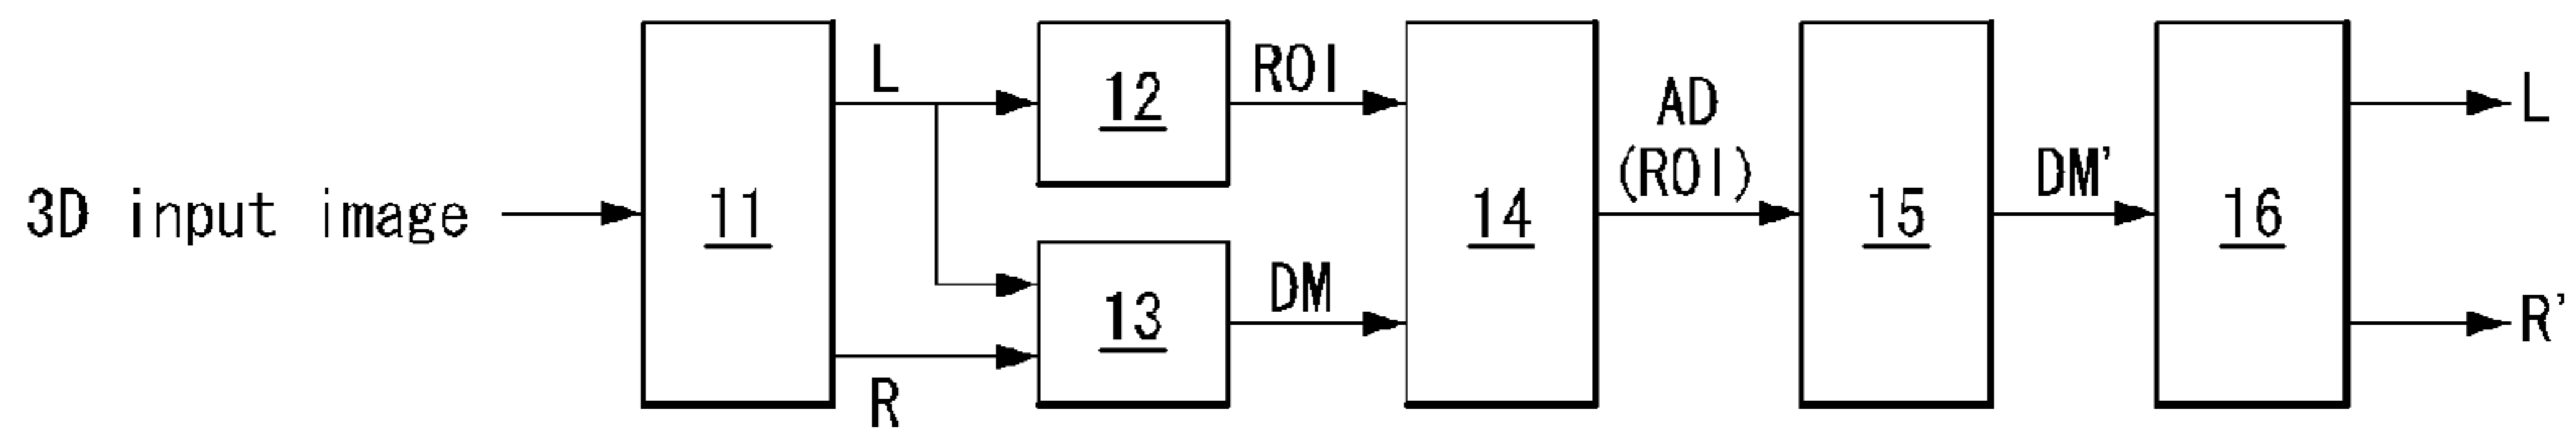 3D input image
11
L
R
12
13
ROI
DM
14
AD
(ROI)
15
DM'
16
L
R'